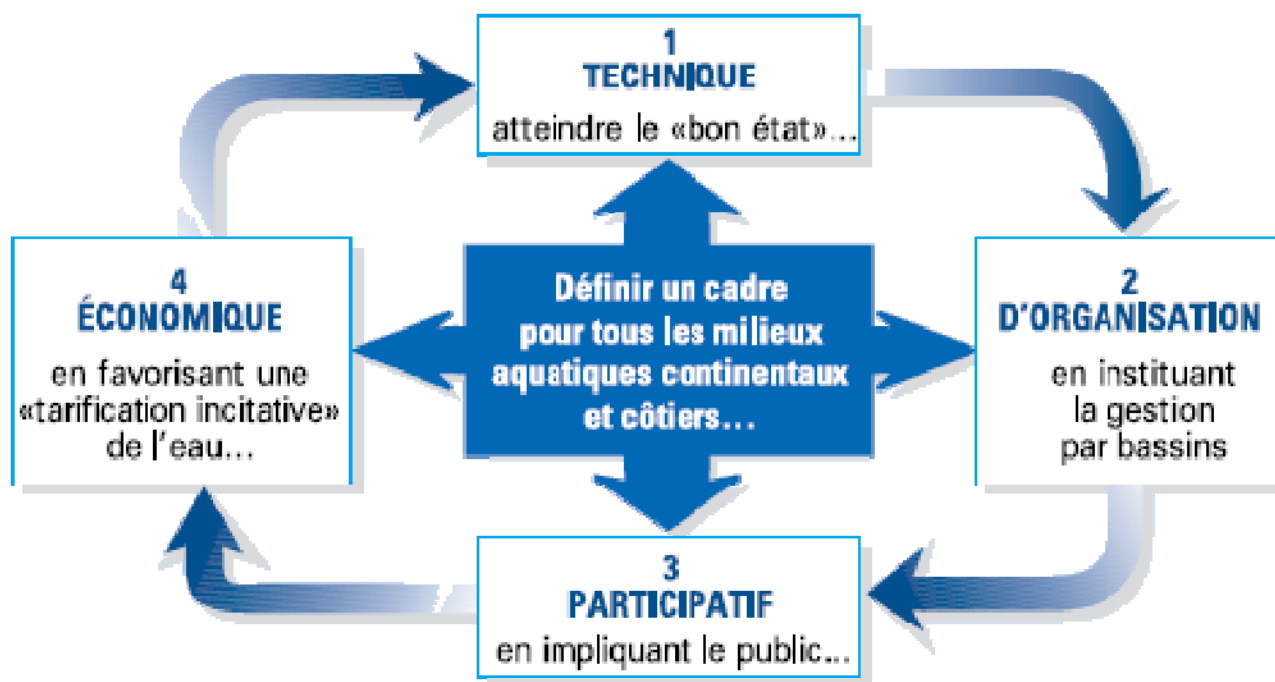 1
TECHNIQUE
atteindre le «bon état»...
4
ÉCONOMIQUE
en favorisant une
«tarification incitative»
de l'eau...
Définir un cadre
pour tous les milieux
aquatiques continentaux
et côtiers...
2
D'ORGANISATION
en instituant
la gestion
par bassins
3
PARTICIPATIF
en impliquant le public...